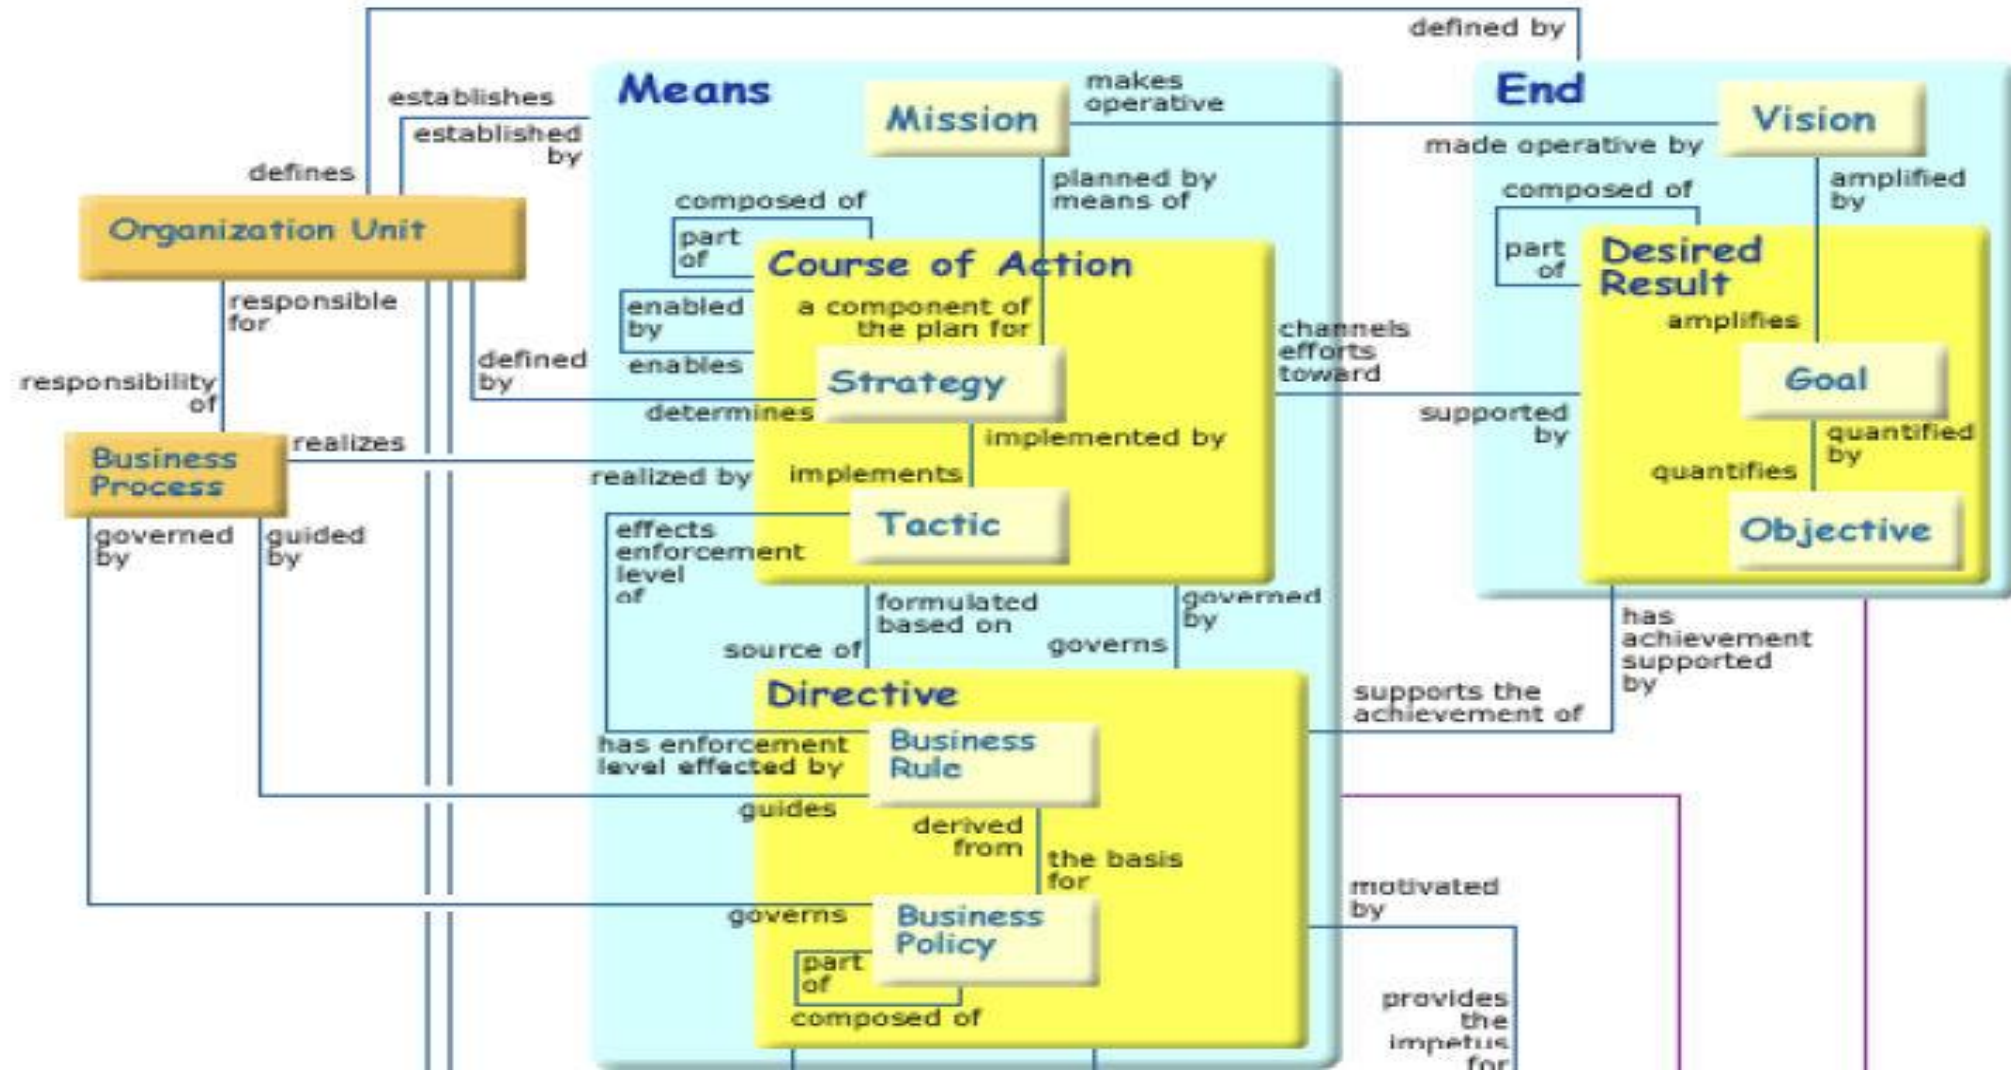 defined by
Means
makes
operative
End
establishes
Mission
Vision
established
by
made operative by
defines
planned by
means of
amplified
by
composed of
composed of
Organization Unit
part
of
Course of Action
part
of
Desired
Result
responsible
for
enabled
by
a component of
the plan for
amplifies
channels
efforts
toward
defined
by
enables
responsibility
of
Strategy
Goal
determines
supported
by
realizes
implemented by
quantified
by
Business
Process
realized by
implements
quantifies
effects
enforcement
level
of
Tactic
Objective
governed
by
guided
by
formulated
based on
governed
by
has
achievement
supported
by
source of
governs
Directive
supports the
achievement of
has enforcement
level effected by
Business
Rule
guides
derived
from
the basis
for
motivated
by
governs
Business
Policy
part
of
composed of
provides
the
impetus
for